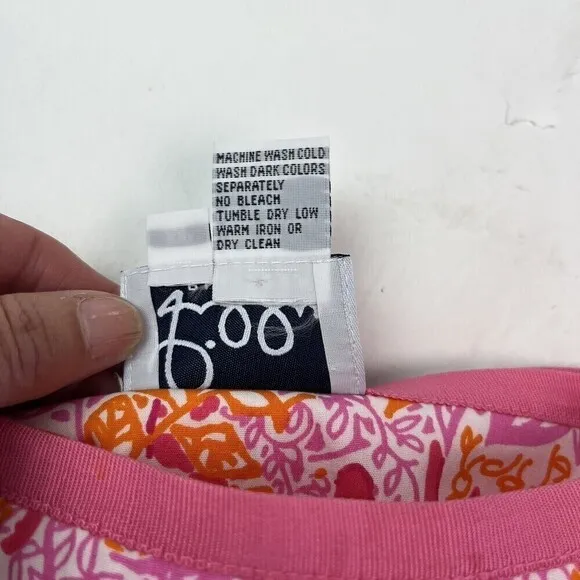 MACHINE WASH COLD
WASH DARK COLORS
SEPARATELY
NO BLEACH
TUMBLE DRY LOW
WARM IRON OR
DRY CLEAN